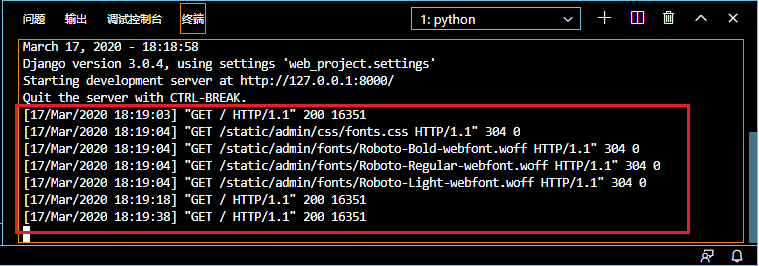 问题 输出 调试控制台 终端 1: python
March 17, 2020 - 18:18:58
Django version 3.0.4, using settings 'web_project.settings'
Starting development server at http://127.0.0.1:8000/
Quit the server with CTRL-BREAK.
[17/Mar/2020 18:19:03] "GET / HTTP/1.1" 200 16351
[17/Mar/2020 18:19:04] "GET /static/admin/css/fonts.css HTTP/1.1" 304 0
[17/Mar/2020 18:19:04] "GET /static/admin/fonts/Roboto-Bold-webfont.woff HTTP/1.1" 304 0
[17/Mar/2020 18:19:04] "GET /static/admin/fonts/Roboto-Regular-webfont.woff HTTP/1.1" 304 0
[17/Mar/2020 18:19:04] "GET /static/admin/fonts/Roboto-Light-webfont.woff HTTP/1.1" 304 0
[17/Mar/2020 18:19:18] "GET / HTTP/1.1" 200 16351
[17/Mar/2020 18:19:38] "GET / HTTP/1.1" 200 16351